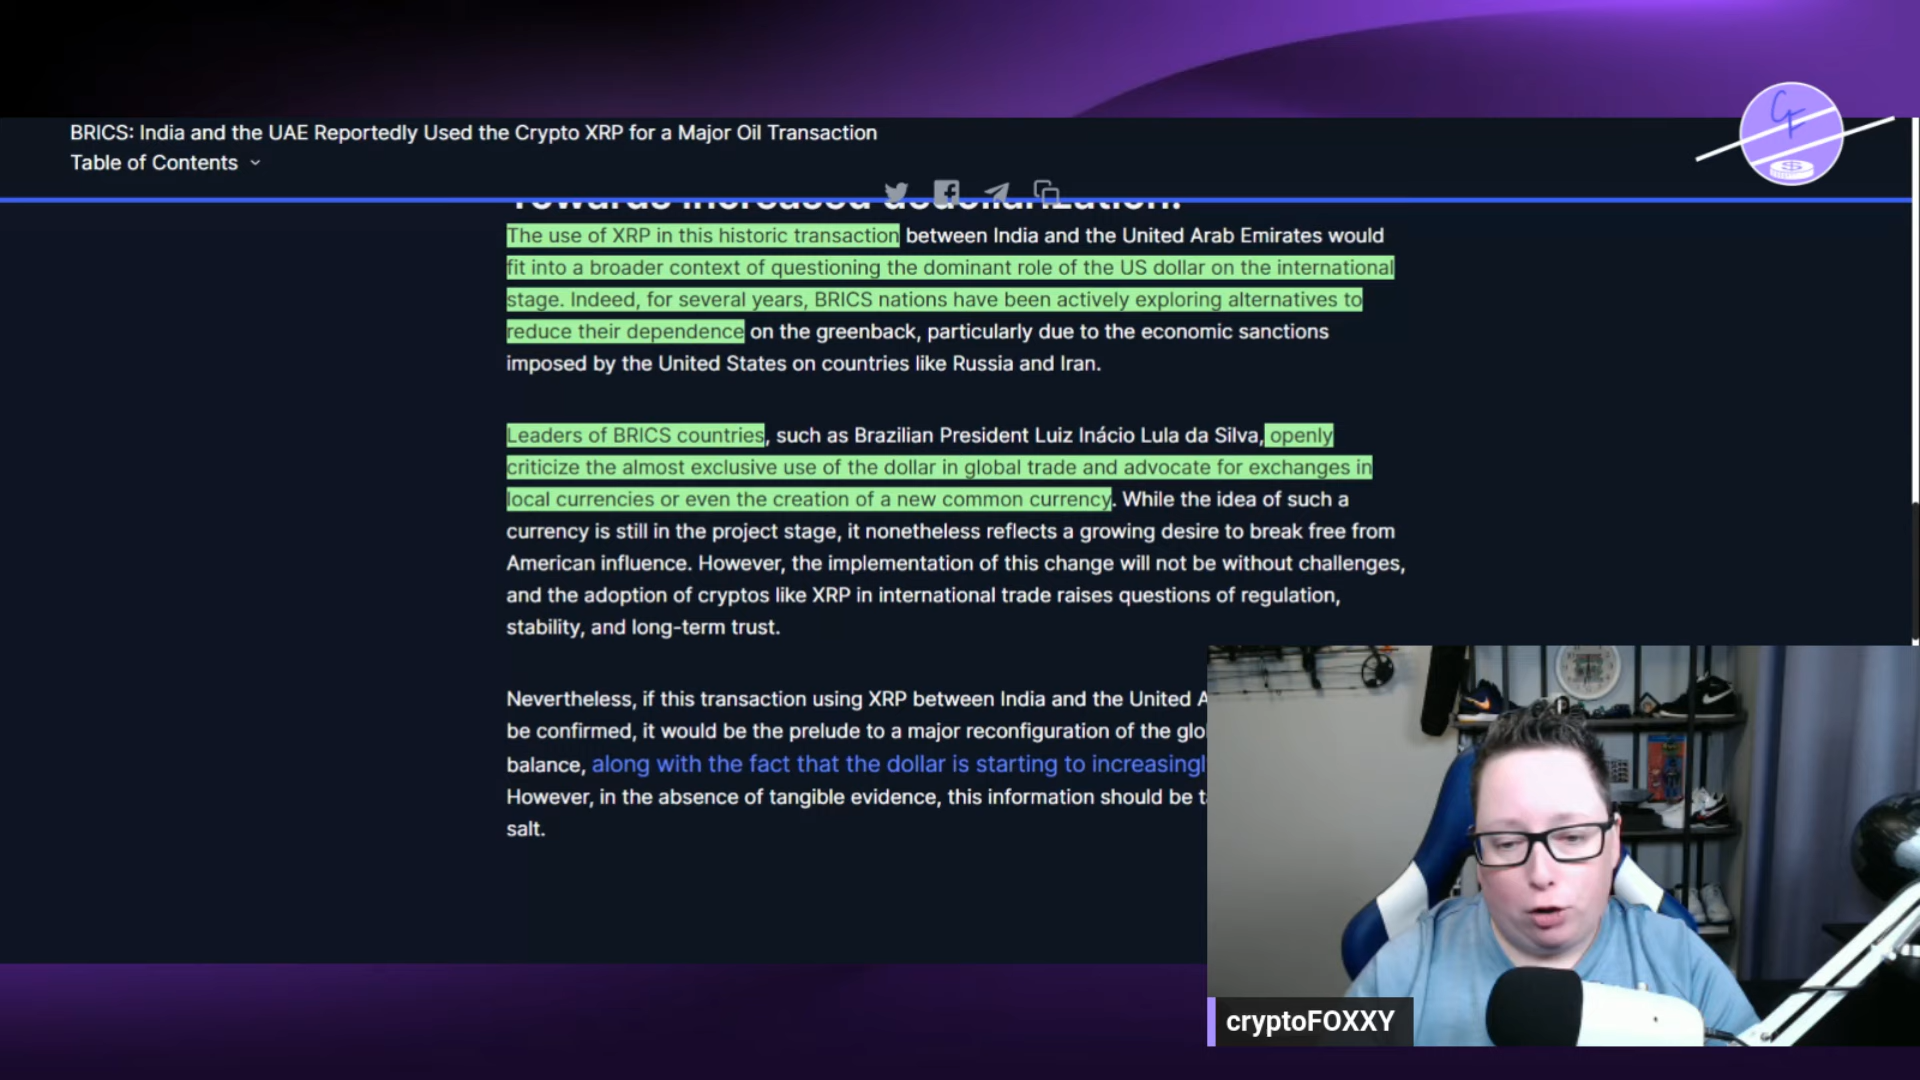 BRICS: India and the UAE Reportedly Used the Crypto XRP for a Major Oil Transaction
Table of Contents
CF
$
Towards increased dedollarization?
The use of XRP in this historic transaction between India and the United Arab Emirates would
fit into a broader context of questioning the dominant role of the US dollar on the international
stage. Indeed, for several years, BRICS nations have been actively exploring alternatives to
reduce their dependence on the greenback, particularly due to the economic sanctions
imposed by the United States on countries like Russia and Iran.
Leaders of BRICS countries, such as Brazilian President Luiz Inácio Lula da Silva, openly
criticize the almost exclusive use of the dollar in global trade and advocate for exchanges in
local currencies or even the creation of a new common currency. While the idea of such a
currency is still in the project stage, it nonetheless reflects a growing desire to break free from
American influence. However, the implementation of this change will not be without challenges,
and the adoption of cryptos like XRP in international trade raises questions of regulation,
stability, and long-term trust.
Nevertheless, if this transaction using XRP between India and the United A
be confirmed, it would be the prelude to a major reconfiguration of the glo
balance, along with the fact that the dollar is starting to increasingl
However, in the absence of tangible evidence, this information should be t
salt.
cryptoFOXXY